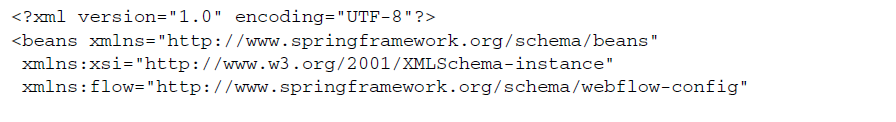 <?xml version="1.0" encoding="UTF-8"?>
<beans xmlns="http://www.springframework.org/schema/beans"
xmlns:xsi="http://www.w3.org/2001/XMLSchema-instance"
xmlns:flow="http://www.springframework.org/schema/webflow-config"